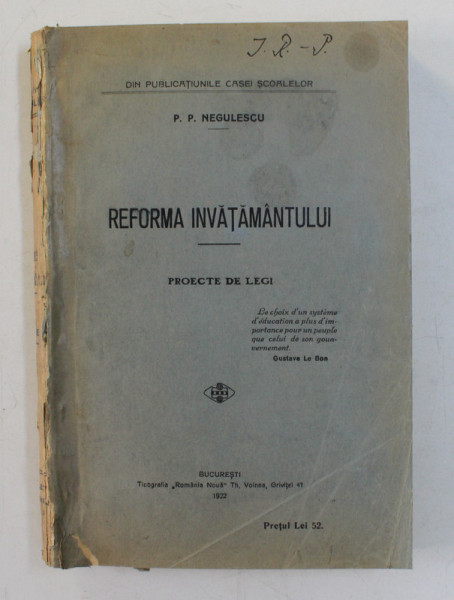 J. R. - P.
DIN PUBLICAȚIUNILE CASEI ȘCOALELOR
P. P. NEGULESCU
REFORMA INVĂȚĂMÂNTULUI
PROECTE DE LEGI
Le choix d'un système
d'éducation a plus d'im-
portance pour un peuple
que celui de son gouv-
vernement.
Gustave Le Bon
BUCUREȘTI
Tipografia „România Nouă" Th. Voinea, Griviței 41
1922
Prețul Lei 52.